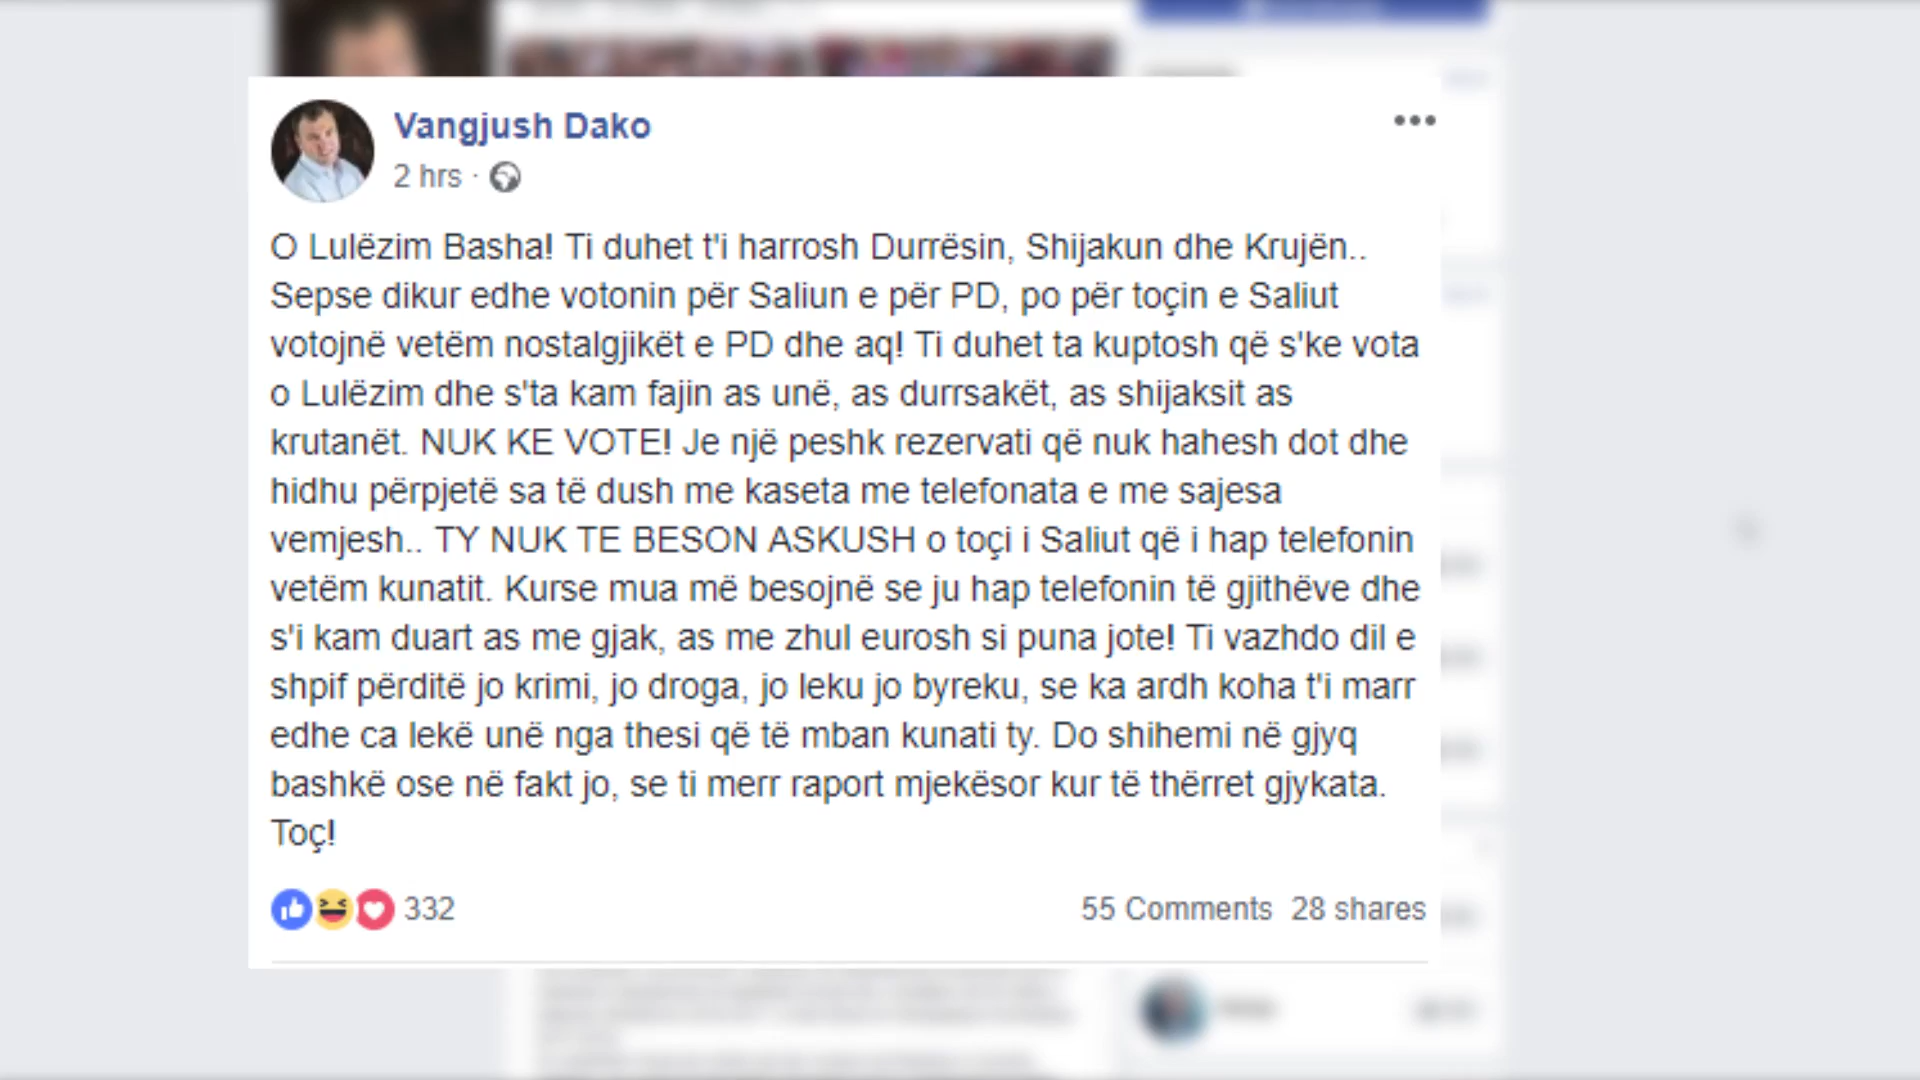 Vangjush Dako
2 hrs ·
O Lulëzim Basha! Ti duhet t'i harrosh Durrësin, Shijakun dhe Krujën..
Sepse dikur edhe votonin për Saliun e për PD, po për toçin e Saliut
votojnë vetëm nostalgjikët e PD dhe aq! Ti duhet ta kuptosh që s'ke vota
o Lulëzim dhe s'ta kam fajin as unë, as durrsakët, as shijaksit as
krutanët. NUK KE VOTE! Je një peshk rezervati që nuk hahesh dot dhe
hidhu përpjetë sa të dush me kaseta me telefonata e me sajesa
vemjesh.. TY NUK TE BESON ASKUSH o toçi i Saliut që i hap telefonin
vetëm kunatit. Kurse mua më besojnë se ju hap telefonin të gjithëve dhe
s'i kam duart as me gjak, as me zhul eurosh si puna jote! Ti vazhdo dil e
shpif përditë jo krimi, jo droga, jo leku jo byreku, se ka ardh koha t'i marr
edhe ca lekë unë nga thesi që të mban kunati ty. Do shihemi në gjyq
bashkë ose në fakt jo, se ti merr raport mjekësor kur të thërret gjykata.
Toç!
332
55 Comments 28 shares